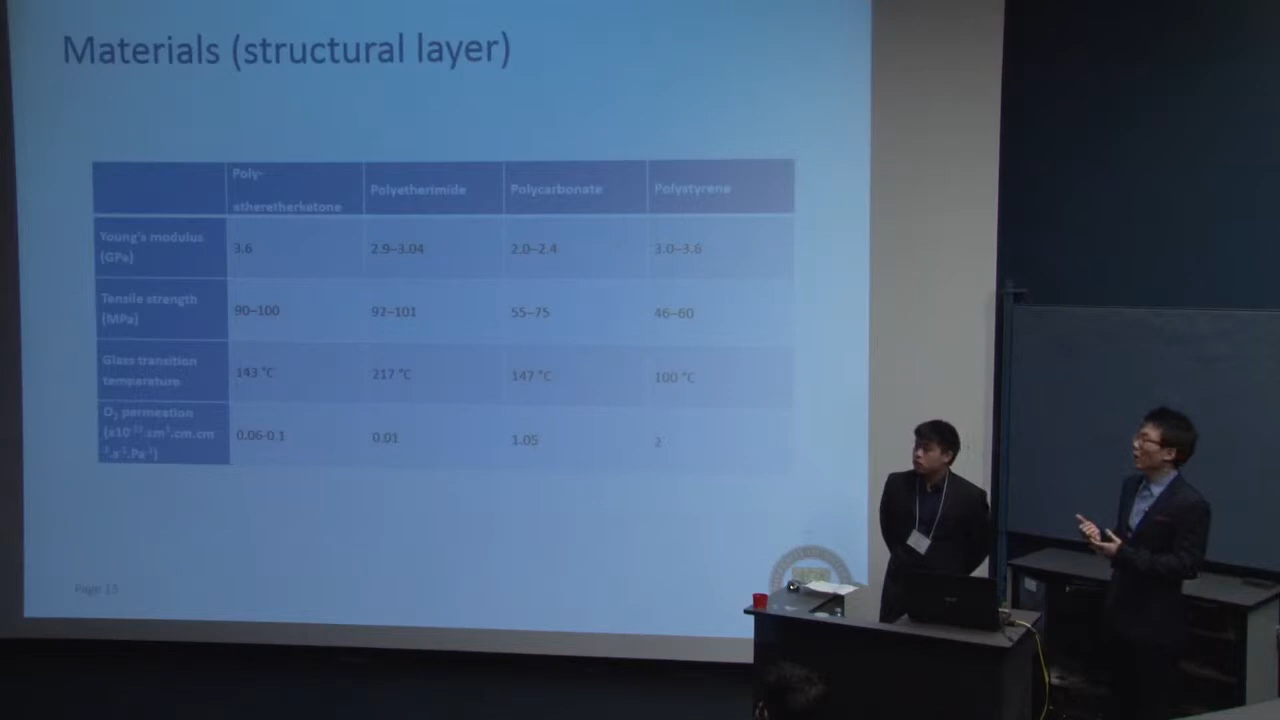 Materials (structural layer)
Poly-
etheretherketone
Polyetherimide
Polycarbonate
Polystyrene
Young's modulus
(GPa)
3.6
2.9–3.04
2.0–2.4
3.0–3.6
Tensile strength
(MPa)
90–100
92–101
55–75
46–60
Glass transition
temperature
143 °C
217 °C
147 °C
100 °C
O₂ permeation
0.06-0.1
0.01
1.05
2
Page 13